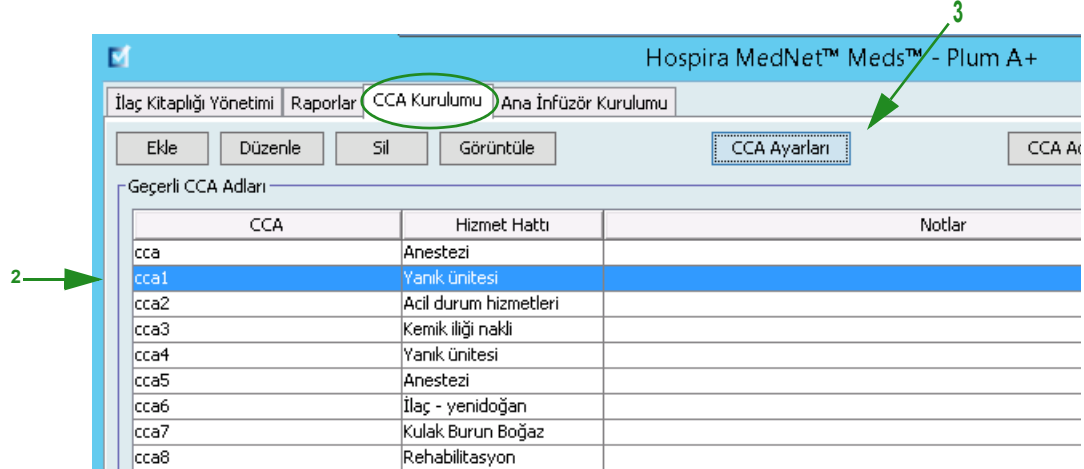 3
Hospira MedNet™ Meds™ - Plum A+
İlaç Kitaplığı Yönetimi Raporlar CCA Kurulumu Ana İnfüzör Kurulumu
Ekle Düzenle Sil Görüntüle CCA Ayarları CCA
Geçerli CCA Adları
CCA Hizmet Hattı Notlar
cca Anestezi
2 cca1 Yanık ünitesi
cca2 Acil durum hizmetleri
cca3 Kemik iliği nakli
cca4 Yanık ünitesi
cca5 Anestezi
cca6 İlaç - yenidoğan
cca7 Kulak Burun Boğaz
cca8 Rehabilitasyon